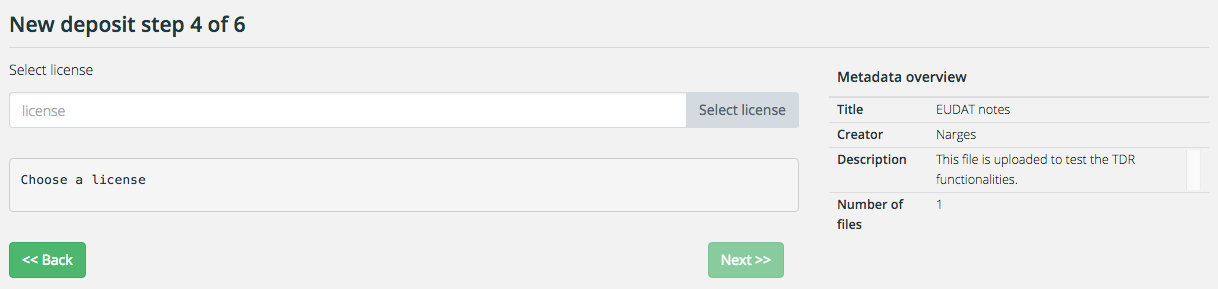 New deposit step 4 of 6
Select license
license
Select license
Choose a license
<< Back
Next >>
Metadata overview
Title EUDAT notes
Creator Narges
Description This file is uploaded to test the TDR
functionalities.
Number of 1
files